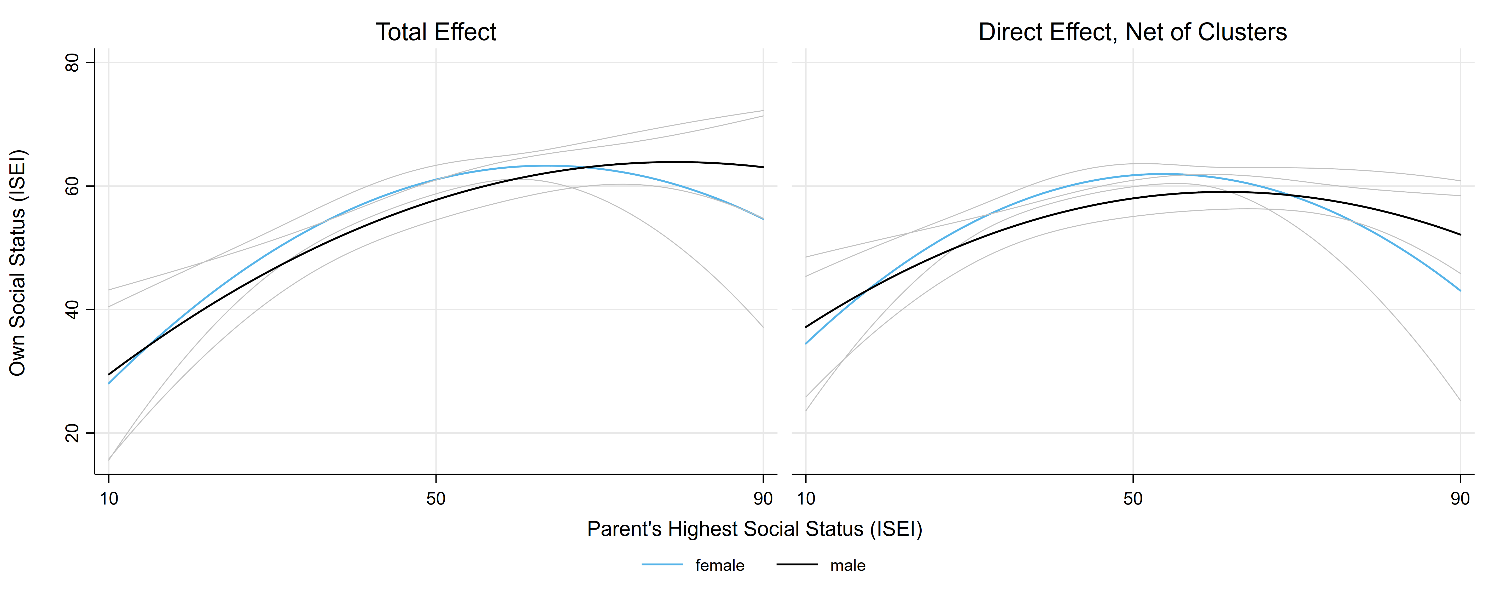 Total Effect
Direct Effect, Net of Clusters
Own Social Status (ISEI)
80
60
40
20
10 50 90 10 50 90
Parent's Highest Social Status (ISEI)
female male